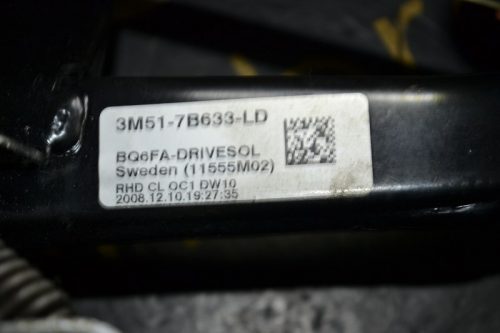 3M51-7B633-LD
BQ6FA-DRIVESOL
Sweden (11555M02)
RHD CL OC1 DW10
2008.12.10.19:27:35